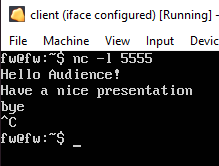 client (iface configured) [Running] -
File Machine View Input Devices
fw@fw:~$ nc -l 5555
Hello Audience!
Have a nice presentation
bye
^C
fw@fw:~$ _